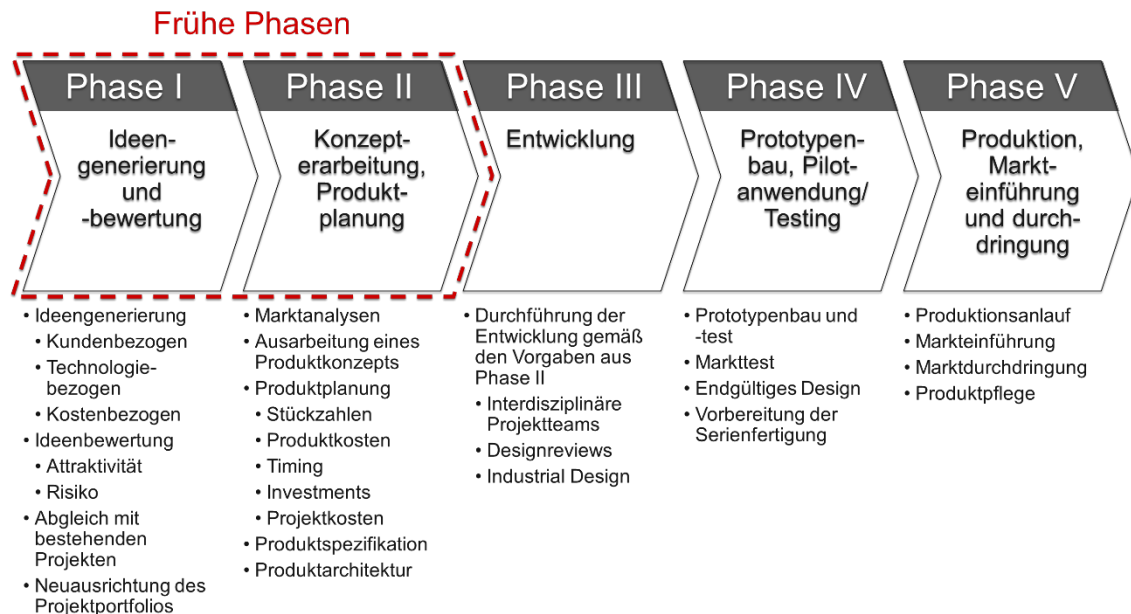 Frühe Phasen
Phase I
Ideen-
generierung
und
-bewertung
• Ideengenerierung
• Kundenbezogen
• Technologie-
bezogen
• Kostenbezogen
• Ideenbewertung
• Attraktivität
• Risiko
• Abgleich mit
bestehenden
Projekten
• Neuausrichtung des
Projektportfolios
Phase II
Konzept-
erarbeitung,
Produkt-
planung
• Marktanalysen
• Ausarbeitung eines
Produktkonzepts
• Produktplanung
• Stückzahlen
• Produktkosten
• Timing
• Investments
• Projektkosten
• Produktspezifikation
• Produktarchitektur
Phase III
Entwicklung
• Durchführung der
Entwicklung gemäß
den Vorgaben aus
Phase II
• Interdisziplinäre
Projektteams
• Designreviews
• Industrial Design
Phase IV
Prototypen-
bau, Pilot-
anwendung/
Testing
• Prototypenbau und
-test
• Markttest
• Endgültiges Design
• Vorbereitung der
Serienfertigung
Phase V
Produktion,
Markt-
einführung
und durch-
dringung
• Produktionsanlauf
• Markteinführung
• Marktdurchdringung
• Produktpflege